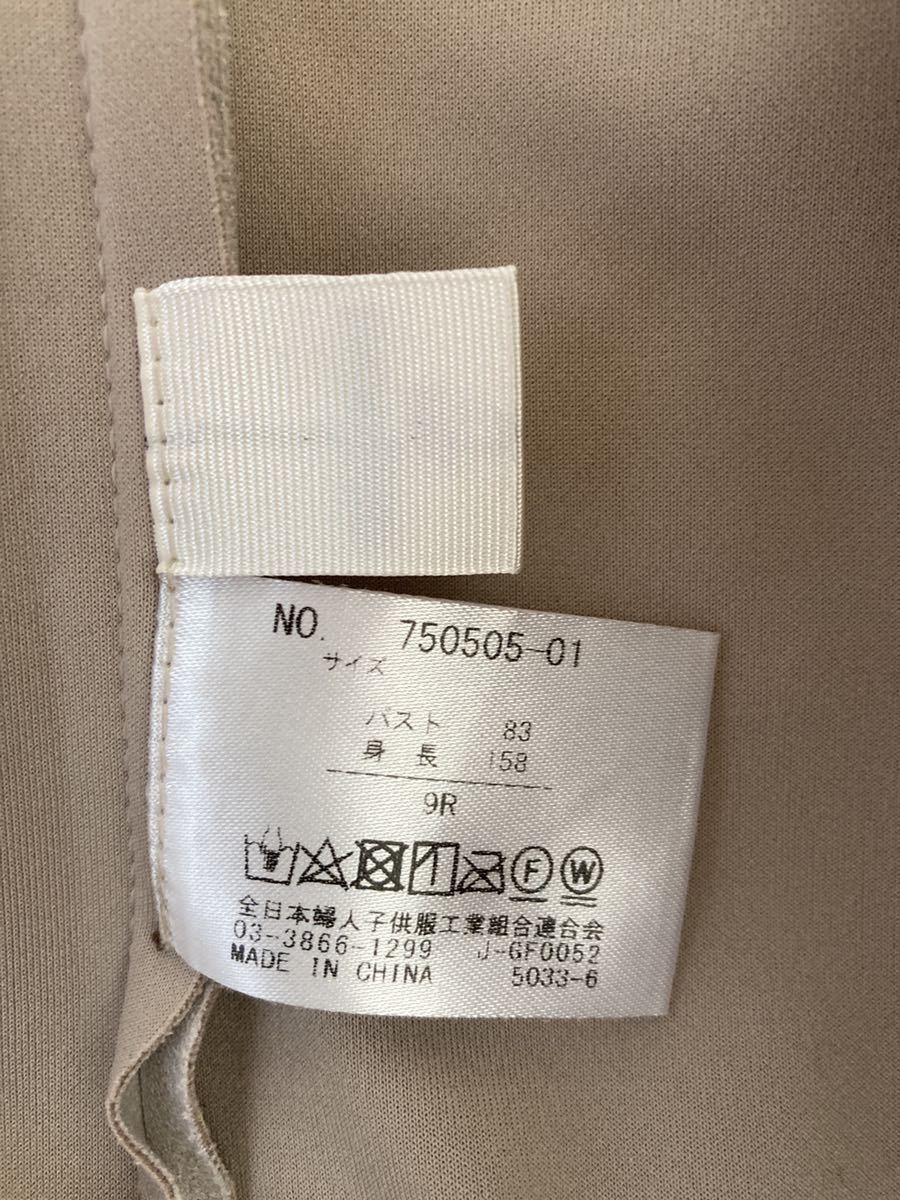 NO. 750505-01
サイズ
バスト 83
身長 158
9R
F W
全日本婦人子供服工業組合連合会
03-3866-1299 J-GF0052
MADE IN CHINA 5033-6